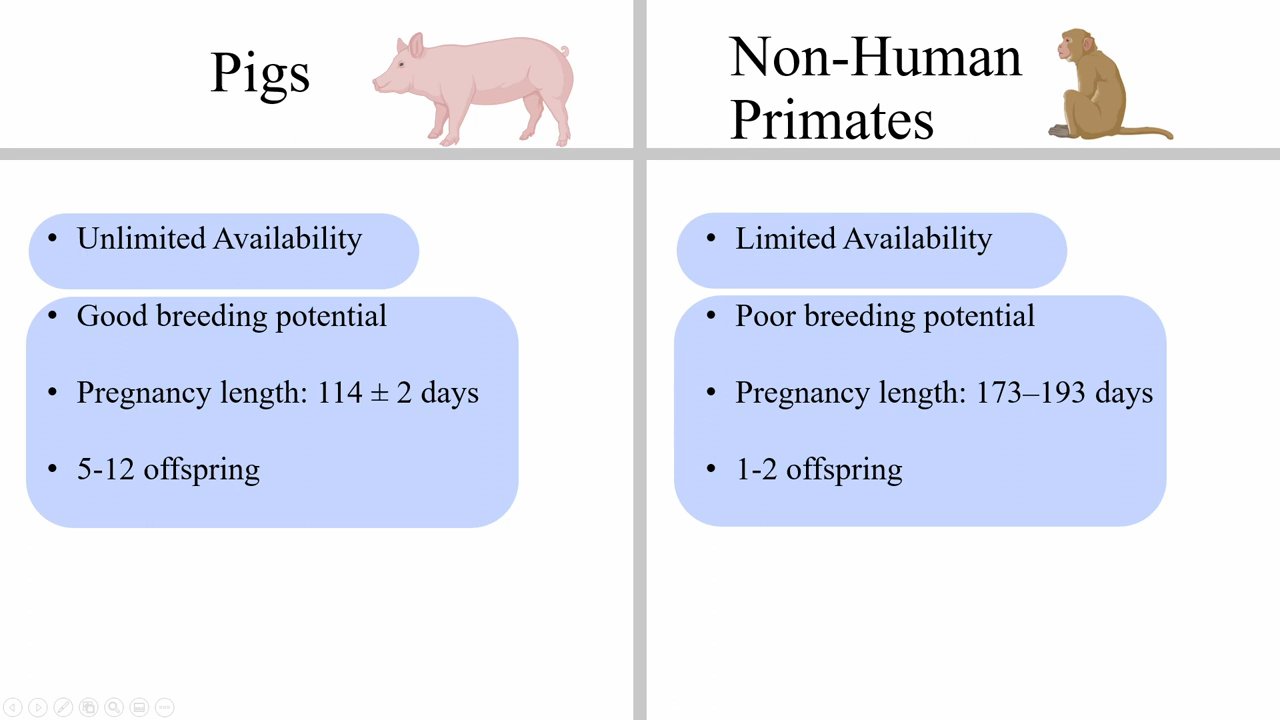 Pigs
Non-Human
Primates
• Unlimited Availability
• Good breeding potential
• Pregnancy length: 114 ± 2 days
• 5-12 offspring
• Limited Availability
• Poor breeding potential
• Pregnancy length: 173–193 days
• 1-2 offspring